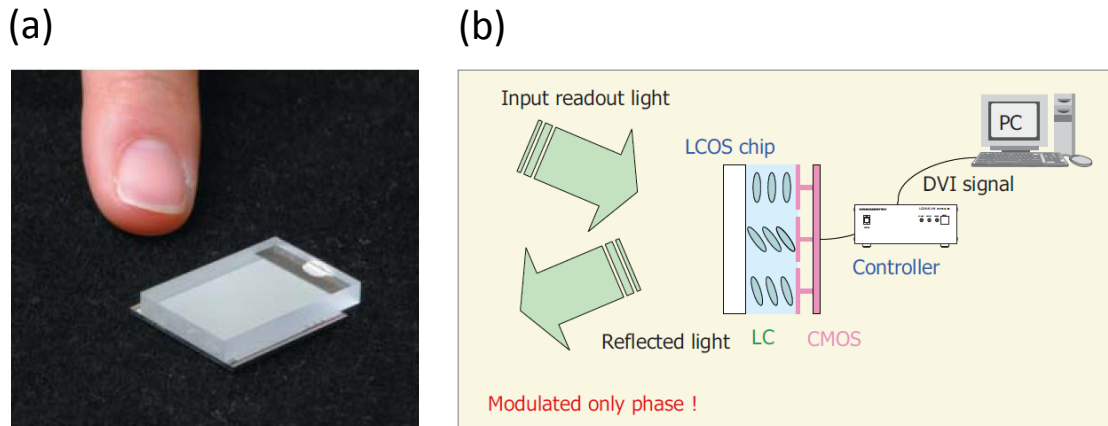 (a)
(b)
Input readout light
PC
LCOS chip
DVI signal
Controller
Reflected light
LC
CMOS
Modulated only phase !